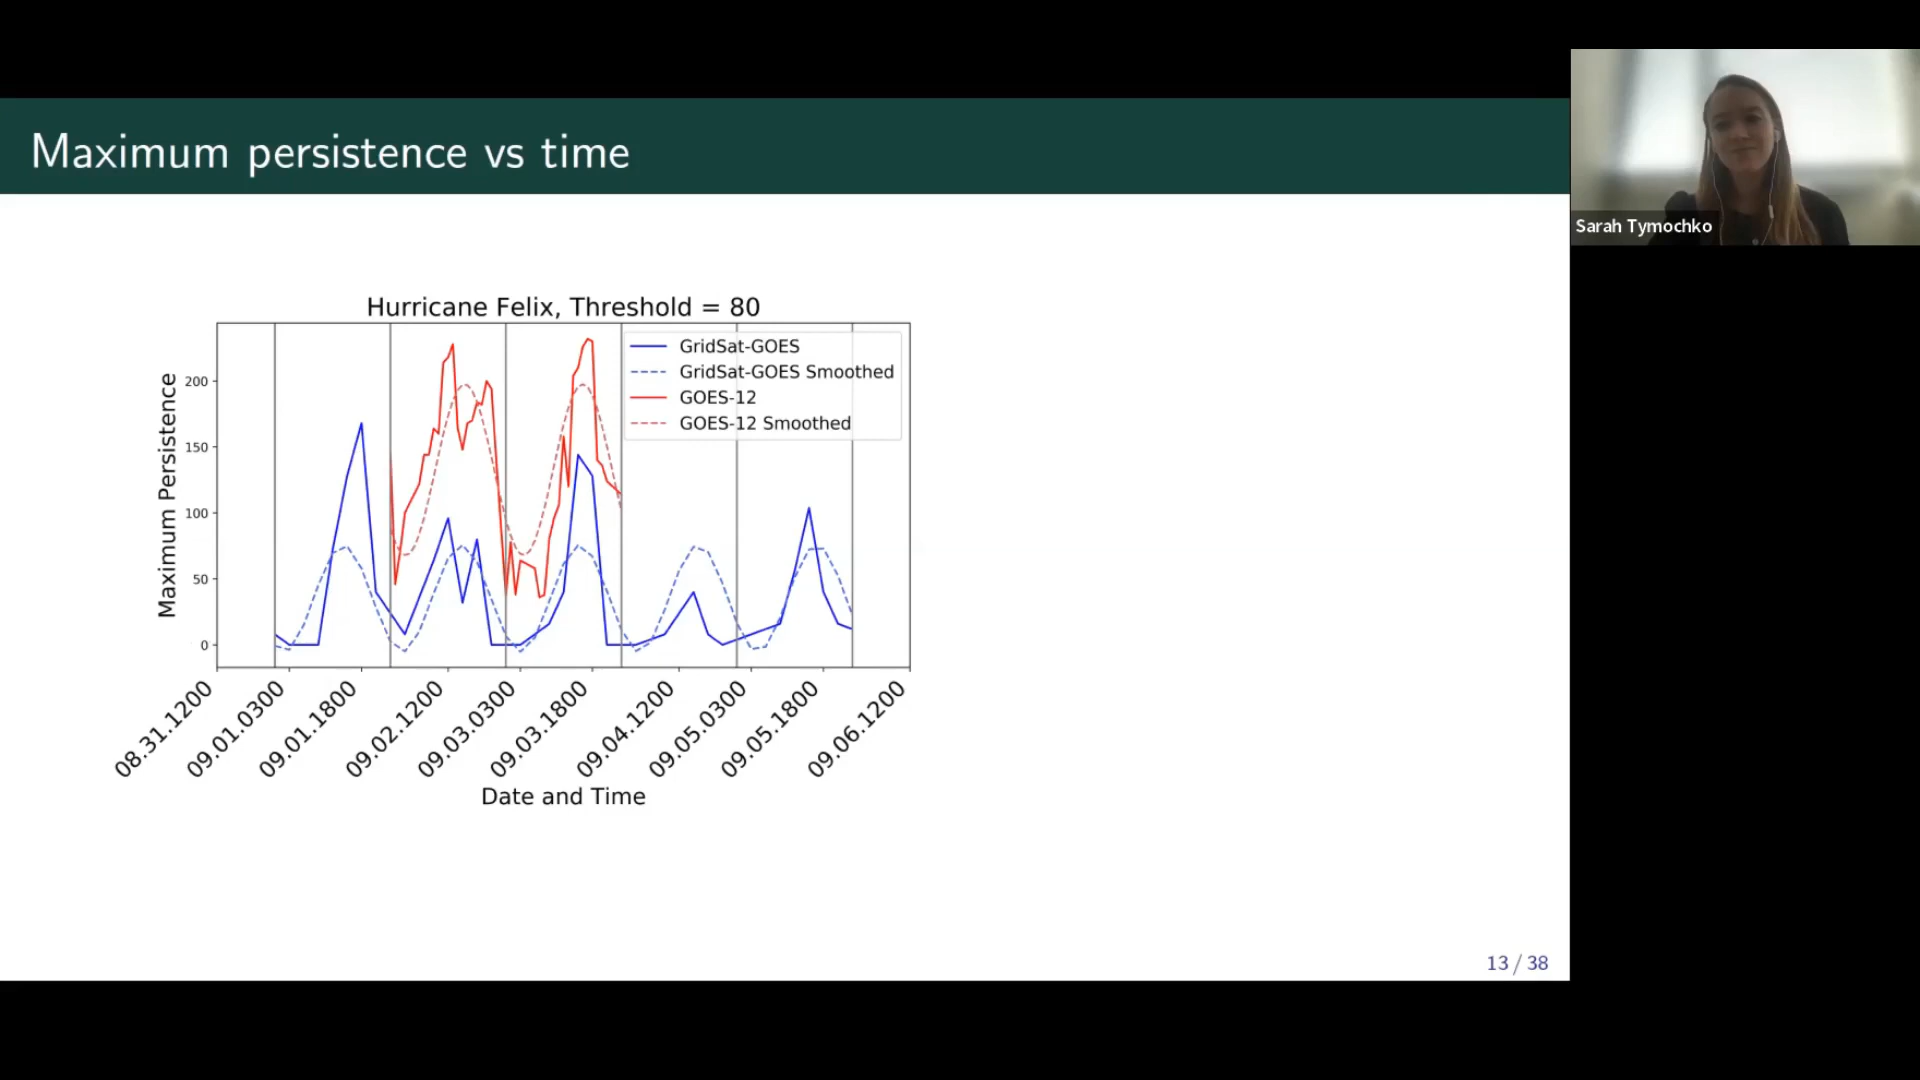 Maximum persistence vs time
Sarah Tymochko
Hurricane Felix, Threshold = 80
GridSat-GOES
GridSat-GOES Smoothed
GOES-12
GOES-12 Smoothed
Maximum Persistence
200
150
100
50
0
08.31.1200
09.01.0300
09.01.1800
09.02.1200
09.03.0300
09.03.1800
09.04.1200
09.05.0300
09.05.1800
09.06.1200
Date and Time
13 / 38